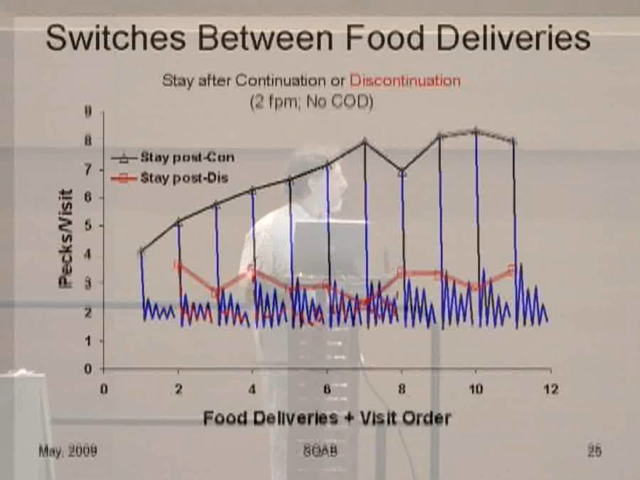 Switches Between Food Deliveries
Stay after Continuation or Discontinuation
(2 fpm; No COD)
9
8
7
6
5
4
3
2
1
0
Pecks/Visit
Stay post-Con
Stay post-Dis
0 2 4 6 8 10 12
Food Deliveries + Visit Order
May, 2009 SQAB 25